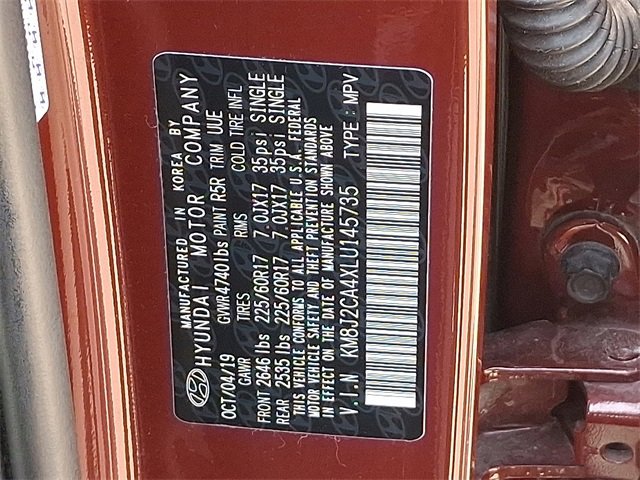 MANUFACTURED IN KOREA BY
HYUNDAI MOTOR COMPANY
OCT/04/19 GVWR4740lbs PAINT R5R TRIM UUE
GAWR TIRES RIMS COLD TIRE INFL
FRONT 2646 lbs 225/60R17 7.0JX17 35psi SINGLE
REAR 2535 lbs 225/60R17 7.0JX17 35psi SINGLE
THIS VEHICLE CONFORMS TO ALL APPLICABLE U.S.A. FEDERAL
MOTOR VEHICLE SAFETY AND THEFT PREVENTION STANDARDS
IN EFFECT ON THE DATE OF MANUFACTURE SHOWN ABOVE
V.I.N KM8J2CA4XLU145735 TYPE : MPV